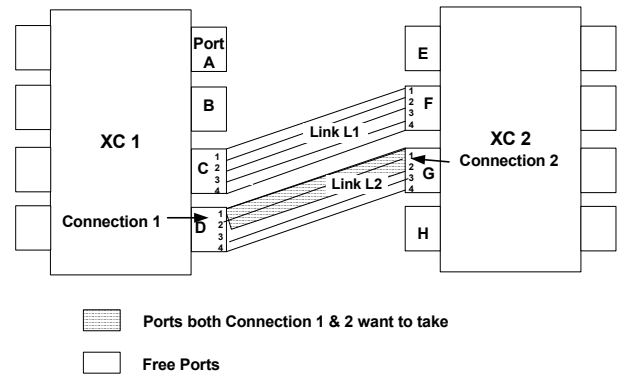 Port
A
B
XC 1
C
1
2
3
4
Connection 1
D
1
2
3
4
Link L1
Link L2
E
1
2
3
4
F
XC 2
Connection 2
1
2
3
4
G
H
Ports both Connection 1 & 2 want to take
Free Ports